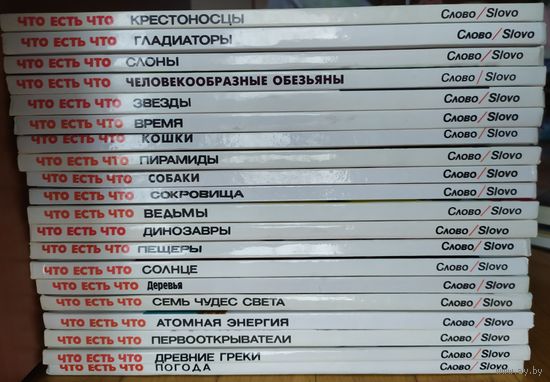 ЧТО ЕСТЬ ЧТО КРЕСТОНОСЦЫ Слово/Slovo
ЧТО ЕСТЬ ЧТО ГЛАДИАТОРЫ Слово/Slovo
ЧТО ЕСТЬ ЧТО СЛОНЫ Слово/Slovo
ЧТО ЕСТЬ ЧТО ЧЕЛОВЕКООБРАЗНЫЕ ОБЕЗЬЯНЫ Слово/Slovo
ЧТО ЕСТЬ ЧТО ЗВЕЗДЫ Слово/Slovo
ЧТО ЕСТЬ ЧТО ВРЕМЯ Слово/Slovo
ЧТО ЕСТЬ ЧТО КОШКИ Слово/Slovo
ЧТО ЕСТЬ ЧТО ПИРАМИДЫ Слово/Slovo
ЧТО ЕСТЬ ЧТО СОБАКИ Слово/Slovo
ЧТО ЕСТЬ ЧТО СОКРОВИЩА Слово/Slovo
ЧТО ЕСТЬ ЧТО ВЕДЬМЫ Слово/Slovo
ЧТО ЕСТЬ ЧТО ДИНОЗАВРЫ Слово/Slovo
ЧТО ЕСТЬ ЧТО ПЕЩЕРЫ Слово/Slovo
ЧТО ЕСТЬ ЧТО СОЛНЦЕ Слово/Slovo
ЧТО ЕСТЬ ЧТО Деревья Слово/Slovo
ЧТО ЕСТЬ ЧТО СЕМЬ ЧУДЕС СВЕТА Слово/Slovo
ЧТО ЕСТЬ ЧТО АТОМНАЯ ЭНЕРГИЯ Слово/Slovo
ЧТО ЕСТЬ ЧТО ПЕРВООТКРЫВАТЕЛИ Слово/Slovo
ЧТО ЕСТЬ ЧТО ДРЕВНИЕ ГРЕКИ Слово/Slovo
ЧТО ЕСТЬ ЧТО ПОГОДА Слово/Slovo